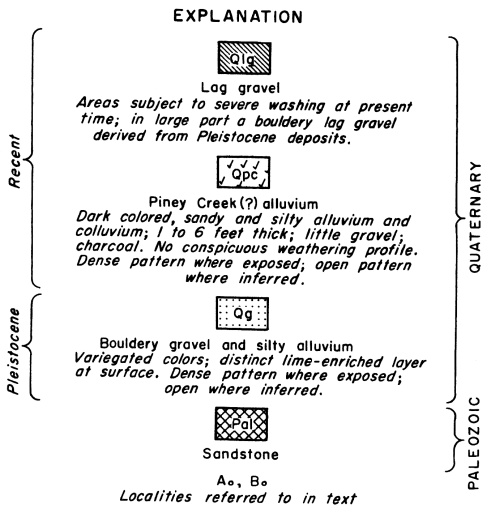 EXPLANATION
Qlg
Lag gravel
Areas subject to severe washing at present
time; in large part a bouldery lag gravel
derived from Pleistocene deposits.
Recent
Qpc
Piney Creek(?) alluvium
Dark colored, sandy and silty alluvium and
colluvium; 1 to 6 feet thick; little gravel;
charcoal. No conspicuous weathering profile.
Dense pattern where exposed; open pattern
where inferred.
QUATERNARY
Qg
Bouldery gravel and silty alluvium
Variegated colors; distinct lime-enriched layer
at surface. Dense pattern where exposed;
open where inferred.
Pleistocene
Pal
Sandstone
PALEOZOIC
Ao, Bo
Localities referred to in text